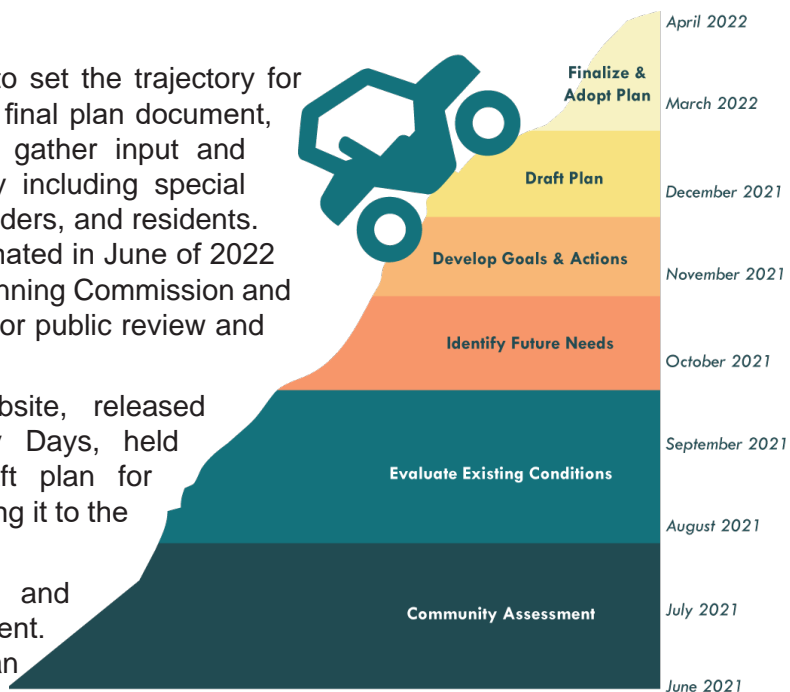 to set the trajectory for
final plan document,
gather input and
y including special
ders, and residents.
nated in June of 2022
nning Commission and
or public review and
bsite, released
y Days, held
ft plan for
ng it to the
and
ent.
an
April 2022
Finalize &
Adopt Plan
March 2022
Draft Plan
December 2021
Develop Goals & Actions
November 2021
Identify Future Needs
October 2021
September 2021
Evaluate Existing Conditions
August 2021
Community Assessment
July 2021
June 2021